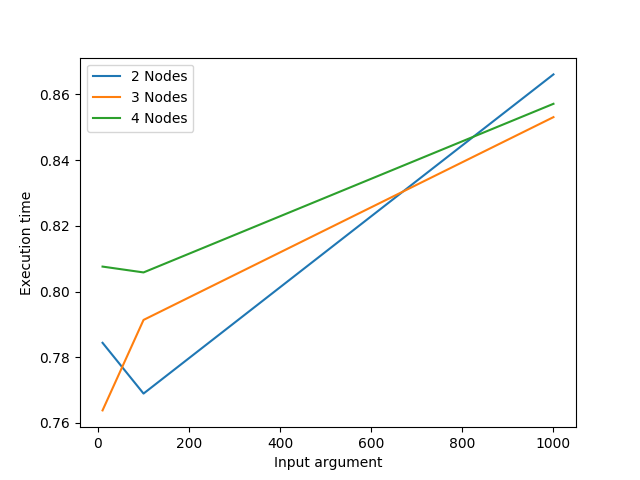 2 Nodes
3 Nodes
4 Nodes
0.86
0.84
0.82
0.80
0.78
0.76
Execution time
0 200 400 600 800 1000
Input argument